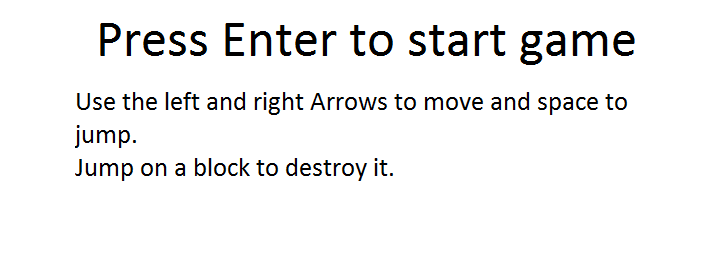 Press Enter to start game
Use the left and right Arrows to move and space to
jump.
Jump on a block to destroy it.